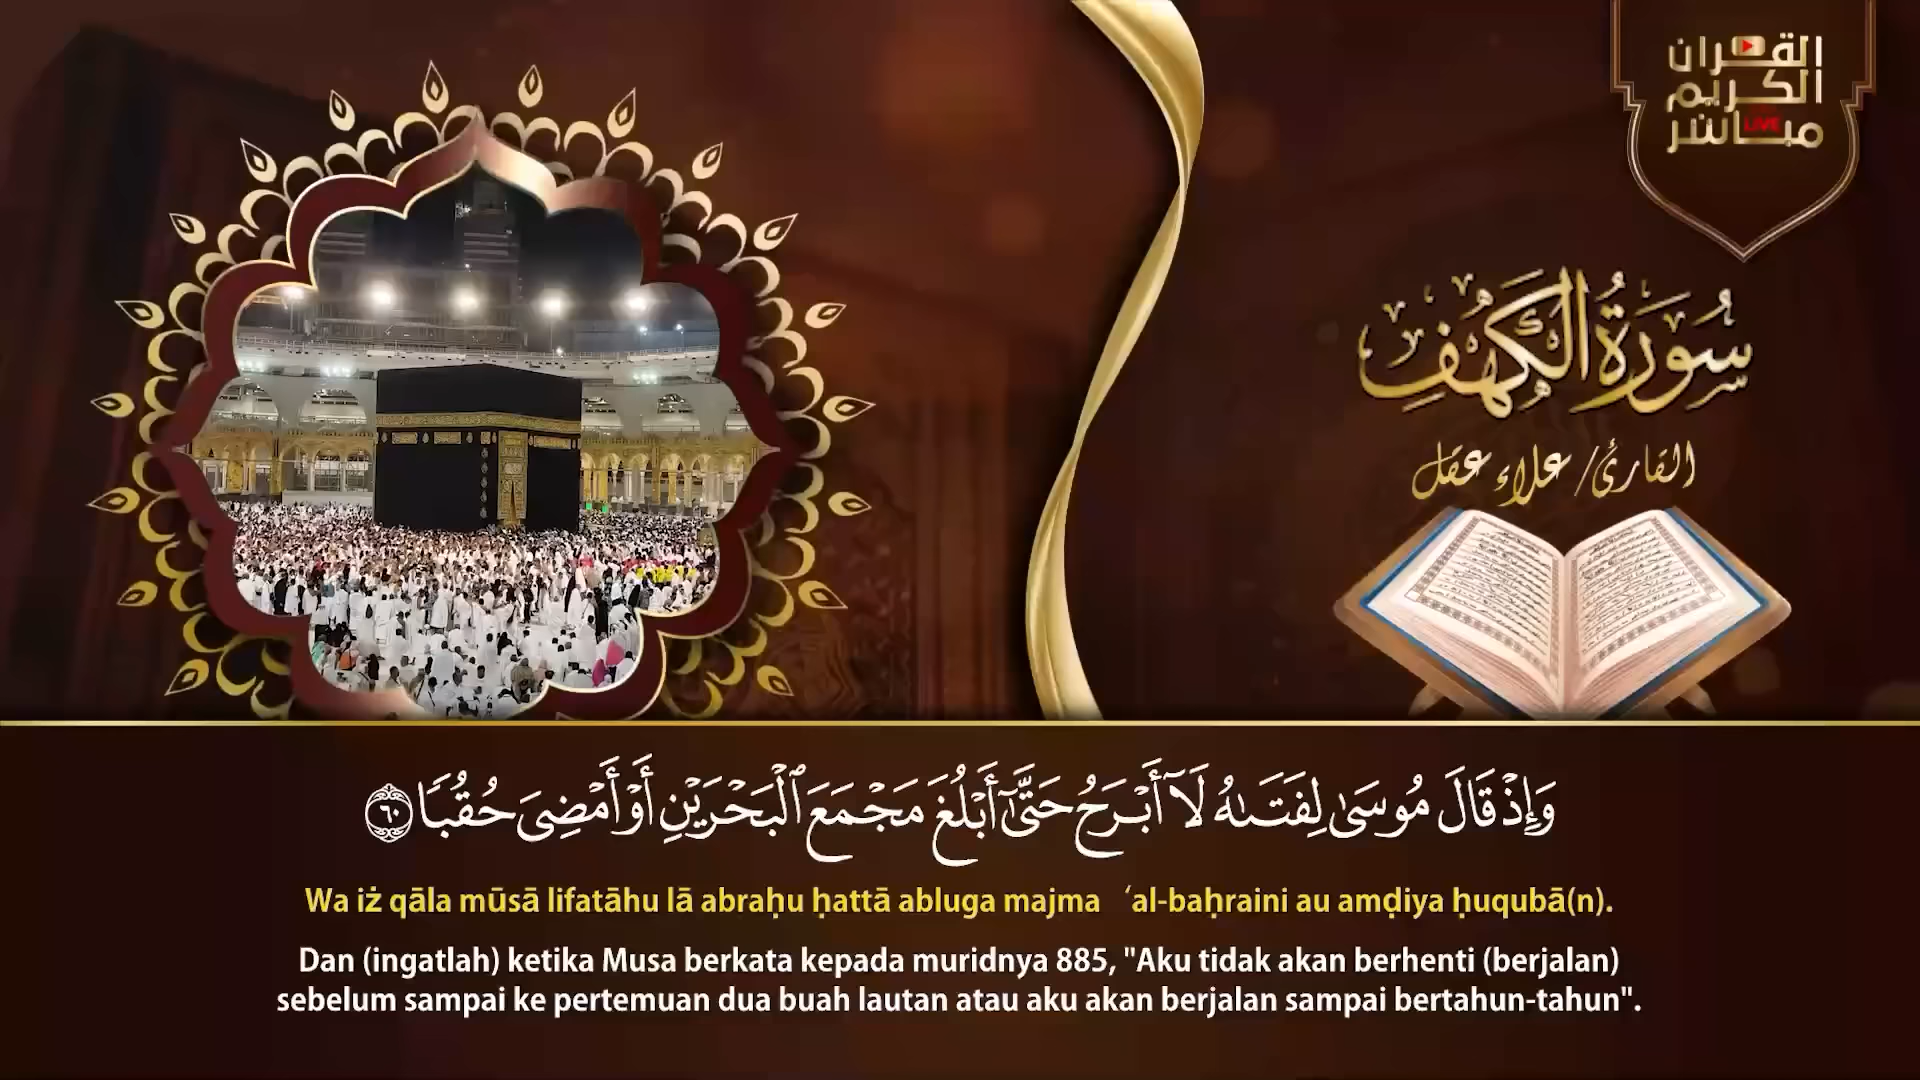 القرآن
الكريم
مباشر
LIVE
سُورَةُ الكَهْفِ
القارئ/ علاء عقل
وَإِذْ قَالَ مُوسَىٰ لِفَتَىٰهُ لَآ أَبْرَحُ حَتَّىٰٓ أَبْلُغَ مَجْمَعَ ٱلْبَحْرَيْنِ أَوْ أَمْضِىَ حُقُبًا ٦٠
Wa iż qāla mūsā lifatāhu lā abraḥu ḥattā abluga majma ‘al-baḥraini au amḍiya ḥuqubā(n).
Dan (ingatlah) ketika Musa berkata kepada muridnya 885, "Aku tidak akan berhenti (berjalan)
sebelum sampai ke pertemuan dua buah lautan atau aku akan berjalan sampai bertahun-tahun".